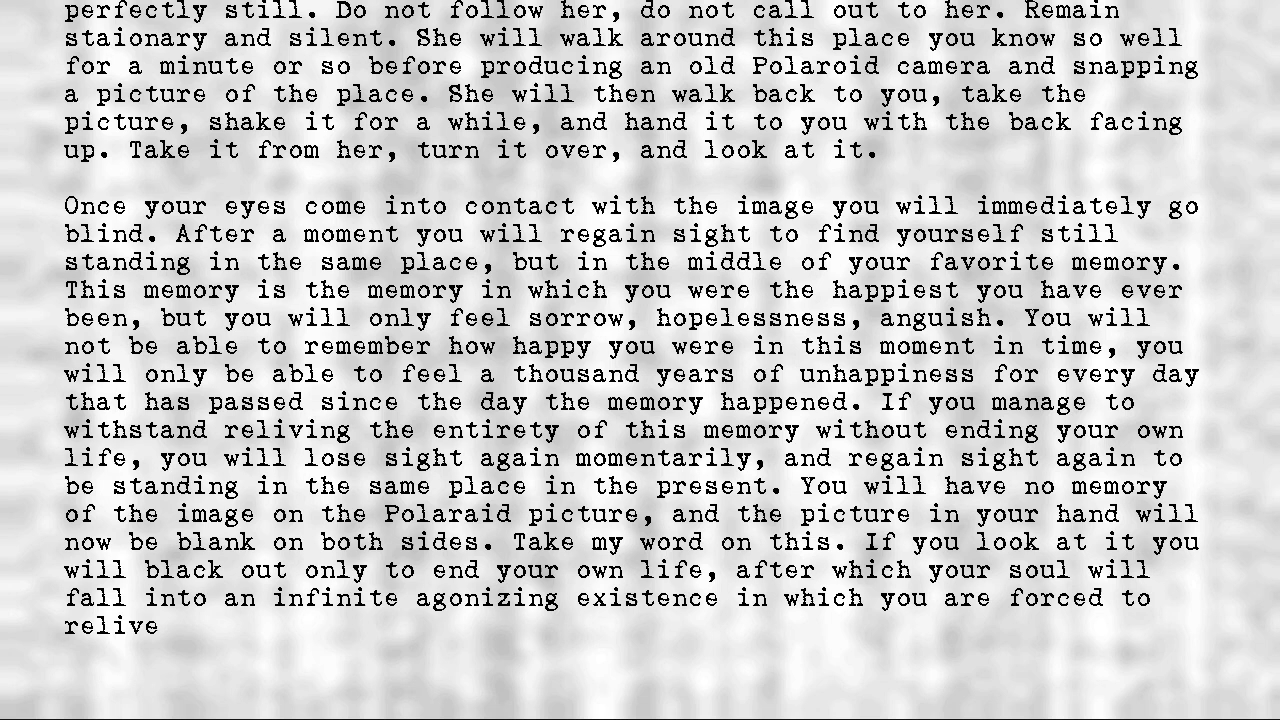 perfectly still. Do not follow her, do not call out to her. Remain
staionary and silent. She will walk around this place you know so well
for a minute or so before producing an old Polaroid camera and snapping
a picture of the place. She will then walk back to you, take the
picture, shake it for a while, and hand it to you with the back facing
up. Take it from her, turn it over, and look at it.

Once your eyes come into contact with the image you will immediately go
blind. After a moment you will regain sight to find yourself still
standing in the same place, but in the middle of your favorite memory.
This memory is the memory in which you were the happiest you have ever
been, but you will only feel sorrow, hopelessness, anguish. You will
not be able to remember how happy you were in this moment in time, you
will only be able to feel a thousand years of unhappiness for every day
that has passed since the day the memory happened. If you manage to
withstand reliving the entirety of this memory without ending your own
life, you will lose sight again momentarily, and regain sight again to
be standing in the same place in the present. You will have no memory
of the image on the Polaraid picture, and the picture in your hand will
now be blank on both sides. Take my word on this. If you look at it you
will black out only to end your own life, after which your soul will
fall into an infinite agonizing existence in which you are forced to
relive